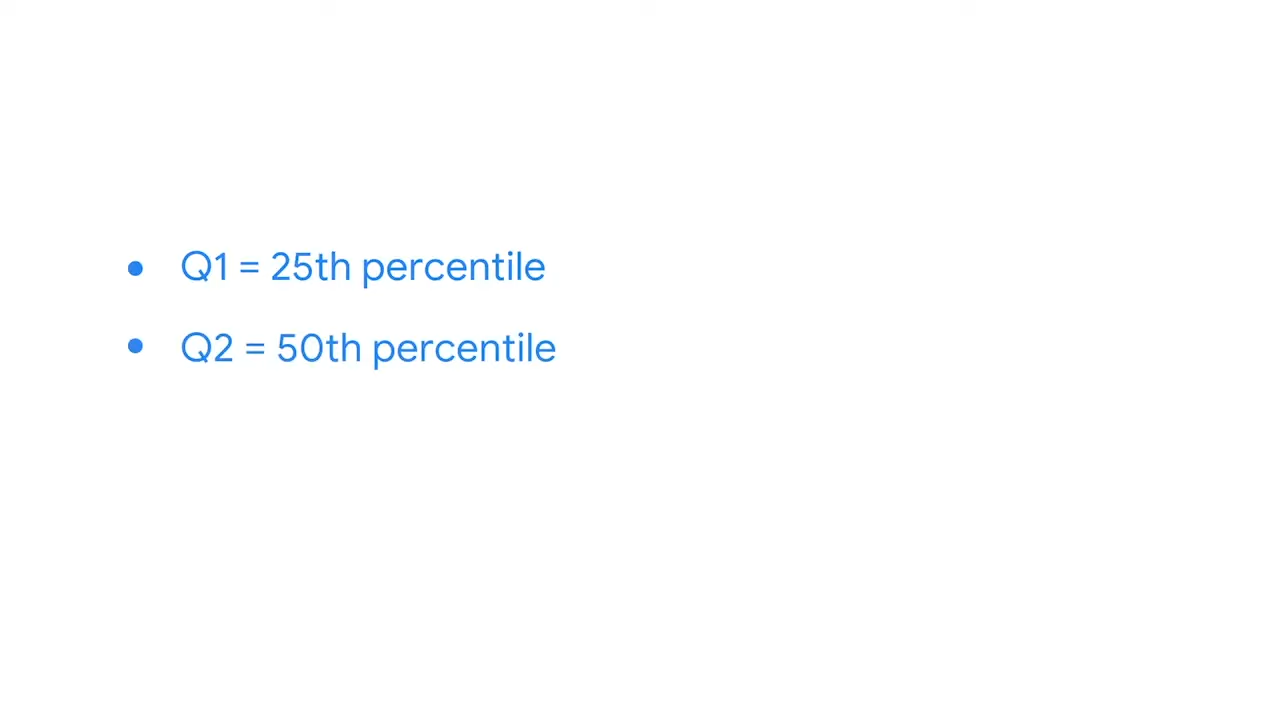 • Q1 = 25th percentile
• Q2 = 50th percentile